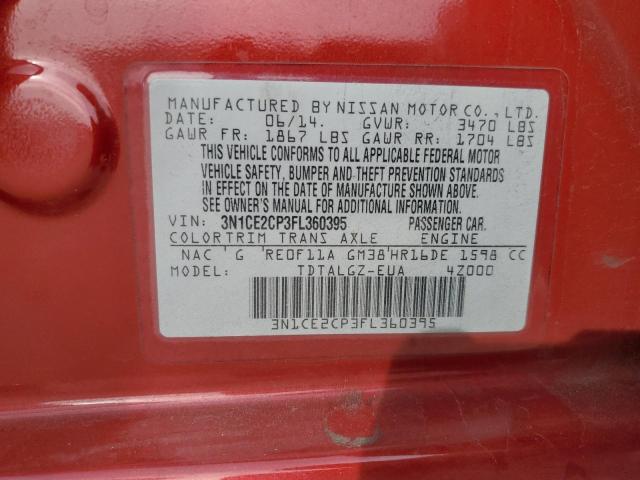 MANUFACTURED BY NISSAN MOTOR CO., LTD.
DATE: 06/14. GVWR: 3470 LBS
GAWR FR: 1867 LBS GAWR RR: 1704 LBS
THIS VEHICLE CONFORMS TO ALL APPLICABLE FEDERAL MOTOR
VEHICLE SAFETY, BUMPER AND THEFT PREVENTION STANDARDS
IN EFFECT ON THE DATE OF MANUFACTURE SHOWN ABOVE.
SEE OWNER'S MANUAL FOR ADDITIONAL INFORMATION
VIN: 3N1CE2CP3FL360395 PASSENGER CAR.
COLOR TRIM TRANS AXLE ENGINE
NAC G RE0F11A GM38 HR16DE 1598 CC
MODEL: TDTALGZ-EUA 4Z000
3N1CE2CP3FL360395